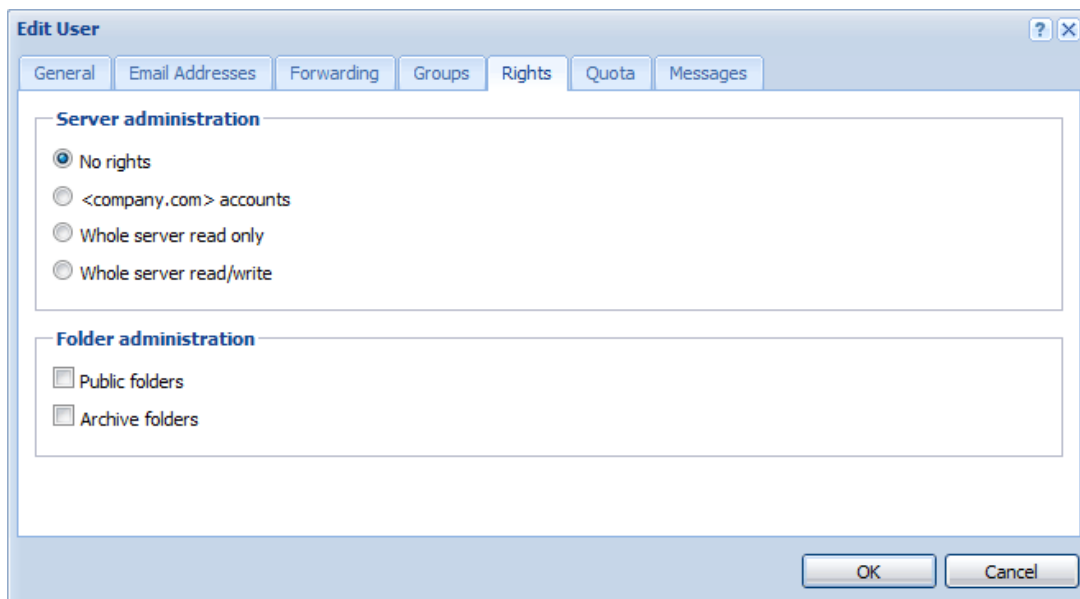 Edit User
?
General Email Addresses Forwarding Groups Rights Quota Messages
Server administration
No rights
<company.com> accounts
Whole server read only
Whole server read/write
Folder administration
Public folders
Archive folders
OK Cancel